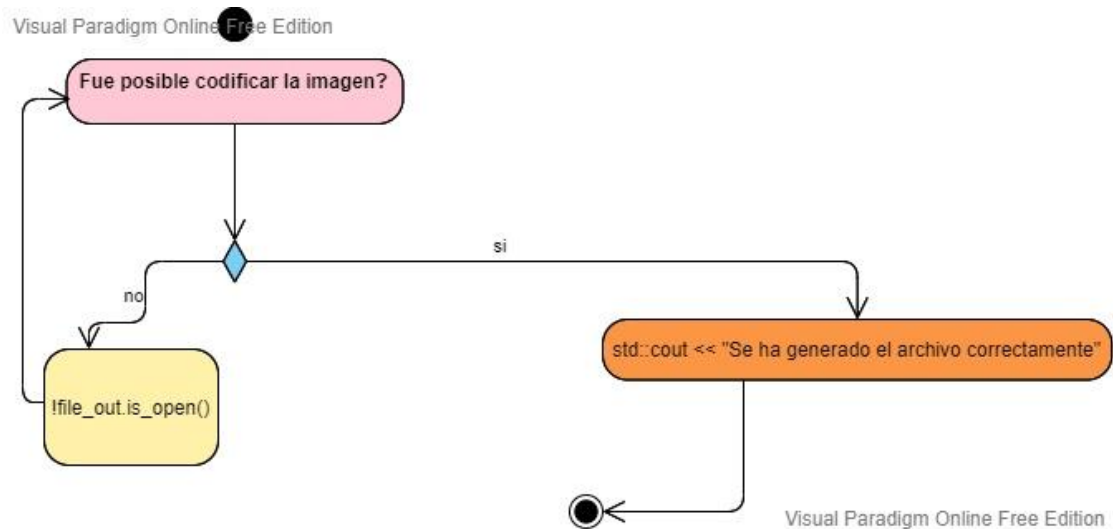 Visual Paradigm Online Free Edition
Fue posible codificar la imagen?
si
no
std::cout << "Se ha generado el archivo correctamente"
!file_out.is_open()
Visual Paradigm Online Free Edition